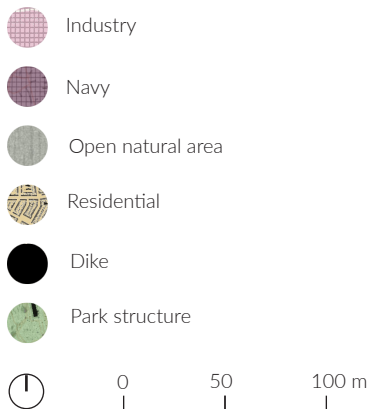 Industry
Navy
Open natural area
Residential
Dike
Park structure
0 50 100 m